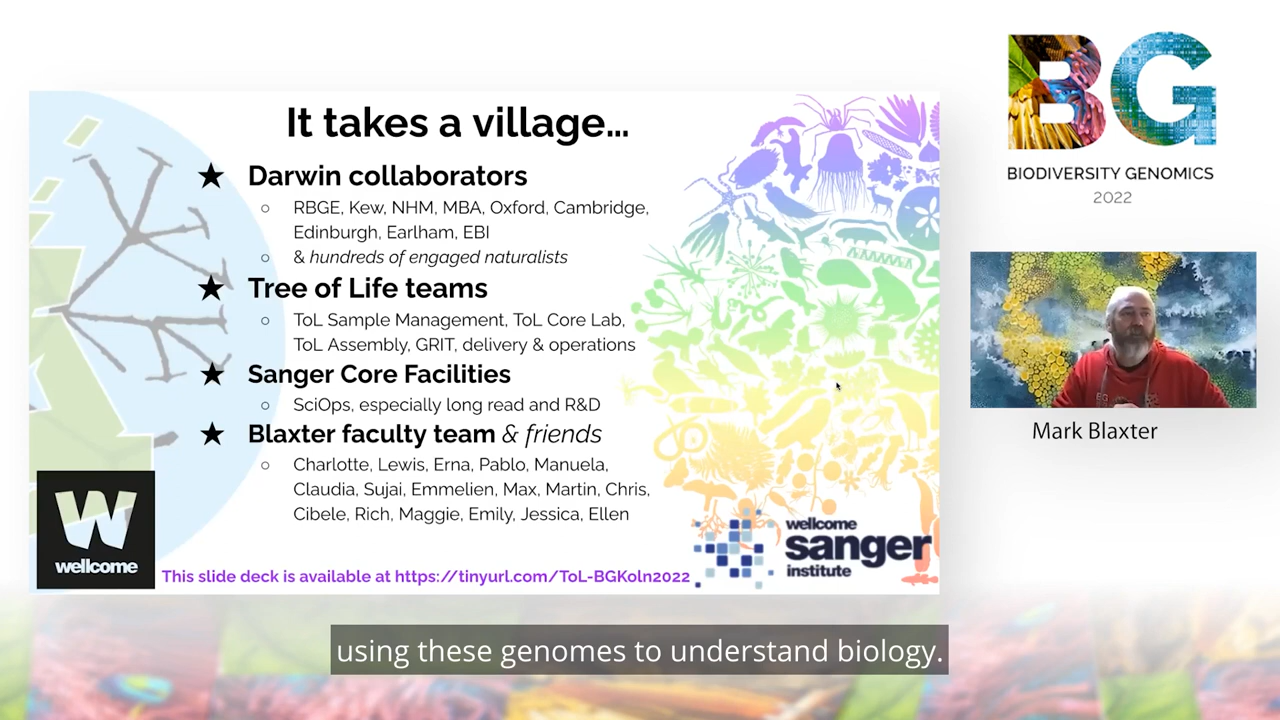 It takes a village...
★ Darwin collaborators
○ RBGE, Kew, NHM, MBA, Oxford, Cambridge,
Edinburgh, Earlham, EBI
○ & hundreds of engaged naturalists
★ Tree of Life teams
○ ToL Sample Management, ToL Core Lab,
ToL Assembly, GRIT, delivery & operations
★ Sanger Core Facilities
○ SciOps, especially long read and R&D
★ Blaxter faculty team & friends
○ Charlotte, Lewis, Erna, Pablo, Manuela,
Claudia, Sujai, Emmelien, Max, Martin, Chris,
Cibele, Rich, Maggie, Emily, Jessica, Ellen
W
wellcome
This slide deck is available at https://tinyurl.com/ToL-BGKoln2022
wellcome
sanger
institute
BG
BIODIVERSITY GENOMICS
2022
Mark Blaxter
using these genomes to understand biology.